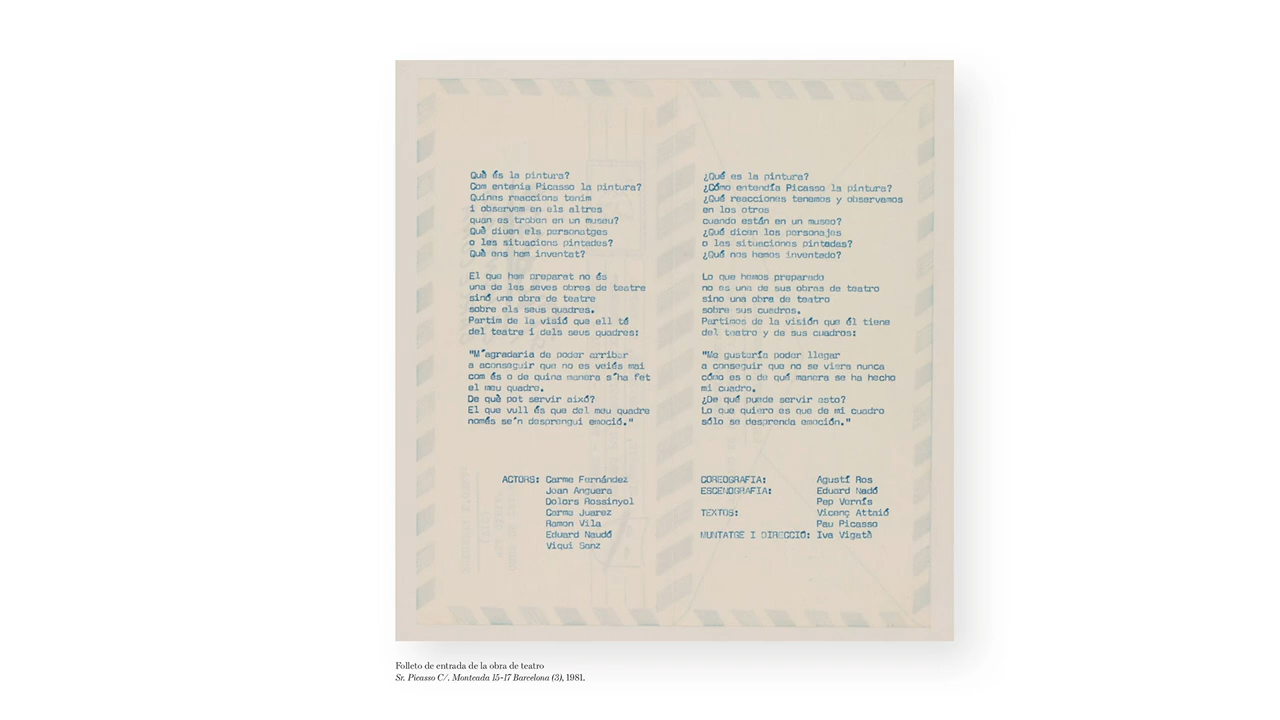 Què és la pintura?
Com entenia Picasso la pintura?
Quines reaccions tenim
i observem en els altres
quan es troben en un museu?
Què diuen els personatges
o les situacions pintades?
Què ens hem inventat?
El que hem preparat no és
una de les seves obres de teatre
sinó una obra de teatre
sobre els seus quadres.
Partim de la visió que ell té
del teatre i dels seus quadres:
"M'agradaria de poder arribar
a aconseguir que no es veiés mai
com és o de quina manera s'ha fet
el meu quadre.
De què pot servir això?
El que vull és que del meu quadre
només se'n desprengui emoció."
ACTORS: Carme Fernández
Joan Anguera
Dolors Rossinyol
Carme Juarez
Ramon Vila
Eduard Naudó
Viqui Sanz
¿Qué es la pintura?
¿Cómo entendía Picasso la pintura?
¿Qué reacciones tenemos y observamos
en los otros
cuando están en un museo?
¿Qué dicen los personajes
o las situaciones pintadas?
¿Qué nos hemos inventado?
Lo que hemos preparado
no es una de sus obras de teatro
sino una obra de teatro
sobre sus cuadros.
Partimos de la visión que él tiene
del teatro y de sus cuadros:
"Me gustaría poder llegar
a conseguir que no se viera nunca
cómo es o de qué manera se ha hecho
mi cuadro.
¿De qué puede servir esto?
Lo que quiero es que de mi cuadro
sólo se desprenda emoción."
COREOGRAFIA: Agustí Ros
ESCENOGRAFIA: Eduard Nadó
Pep Vernís
TEXTOS: Vicenç Altaió
Pau Picasso
MUNTATGE I DIRECCIÓ: Iva Vigatà
Folleto de entrada de la obra de teatro
Sr. Picasso C/. Montcada 15-17 Barcelona (3), 1981.